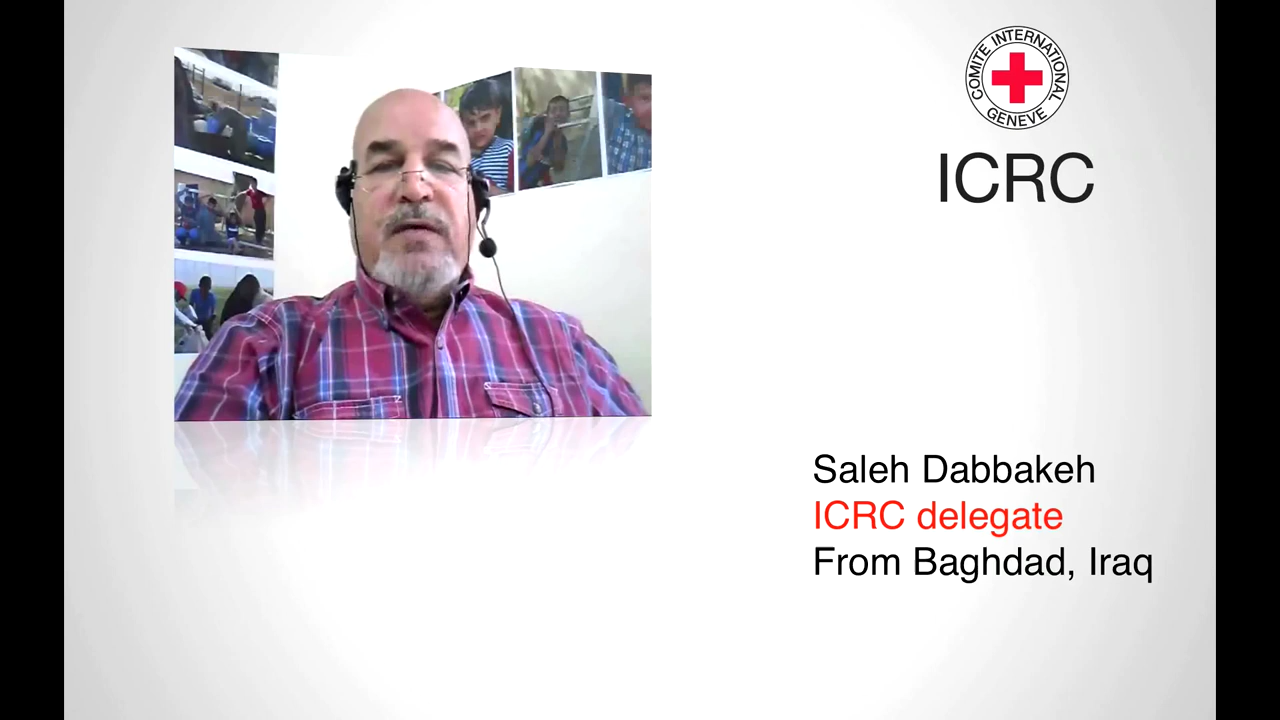 COMITE INTERNATIONAL GENEVE
ICRC
Saleh Dabbakeh
ICRC delegate
From Baghdad, Iraq